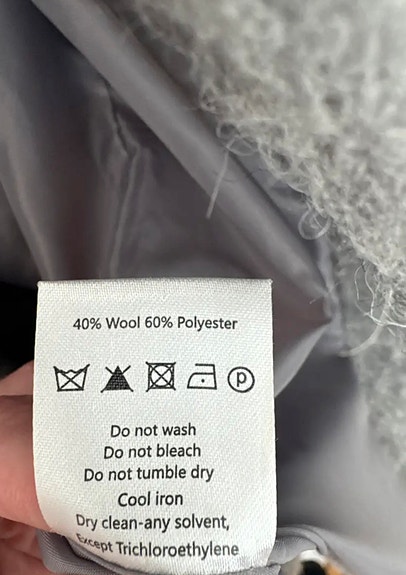 40% Wool 60% Polyester
P
Do not wash
Do not bleach
Do not tumble dry
Cool iron
Dry clean-any solvent,
Except Trichloroethylene